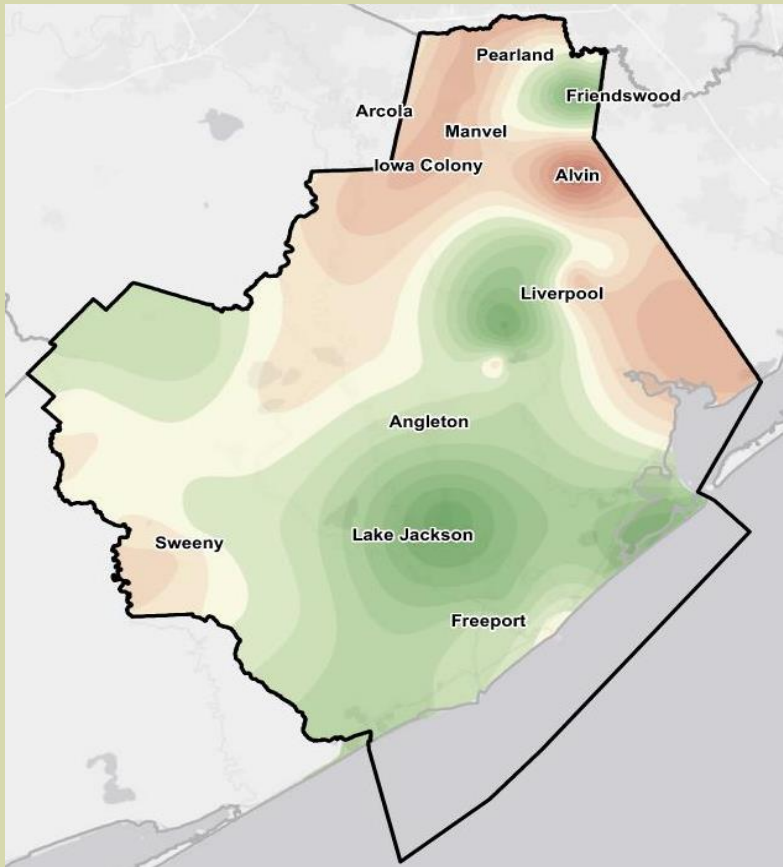 Pearland
Friendswood
Arcola
Manvel
Iowa Colony
Alvin
Liverpool
Angleton
Lake Jackson
Sweeny
Freeport